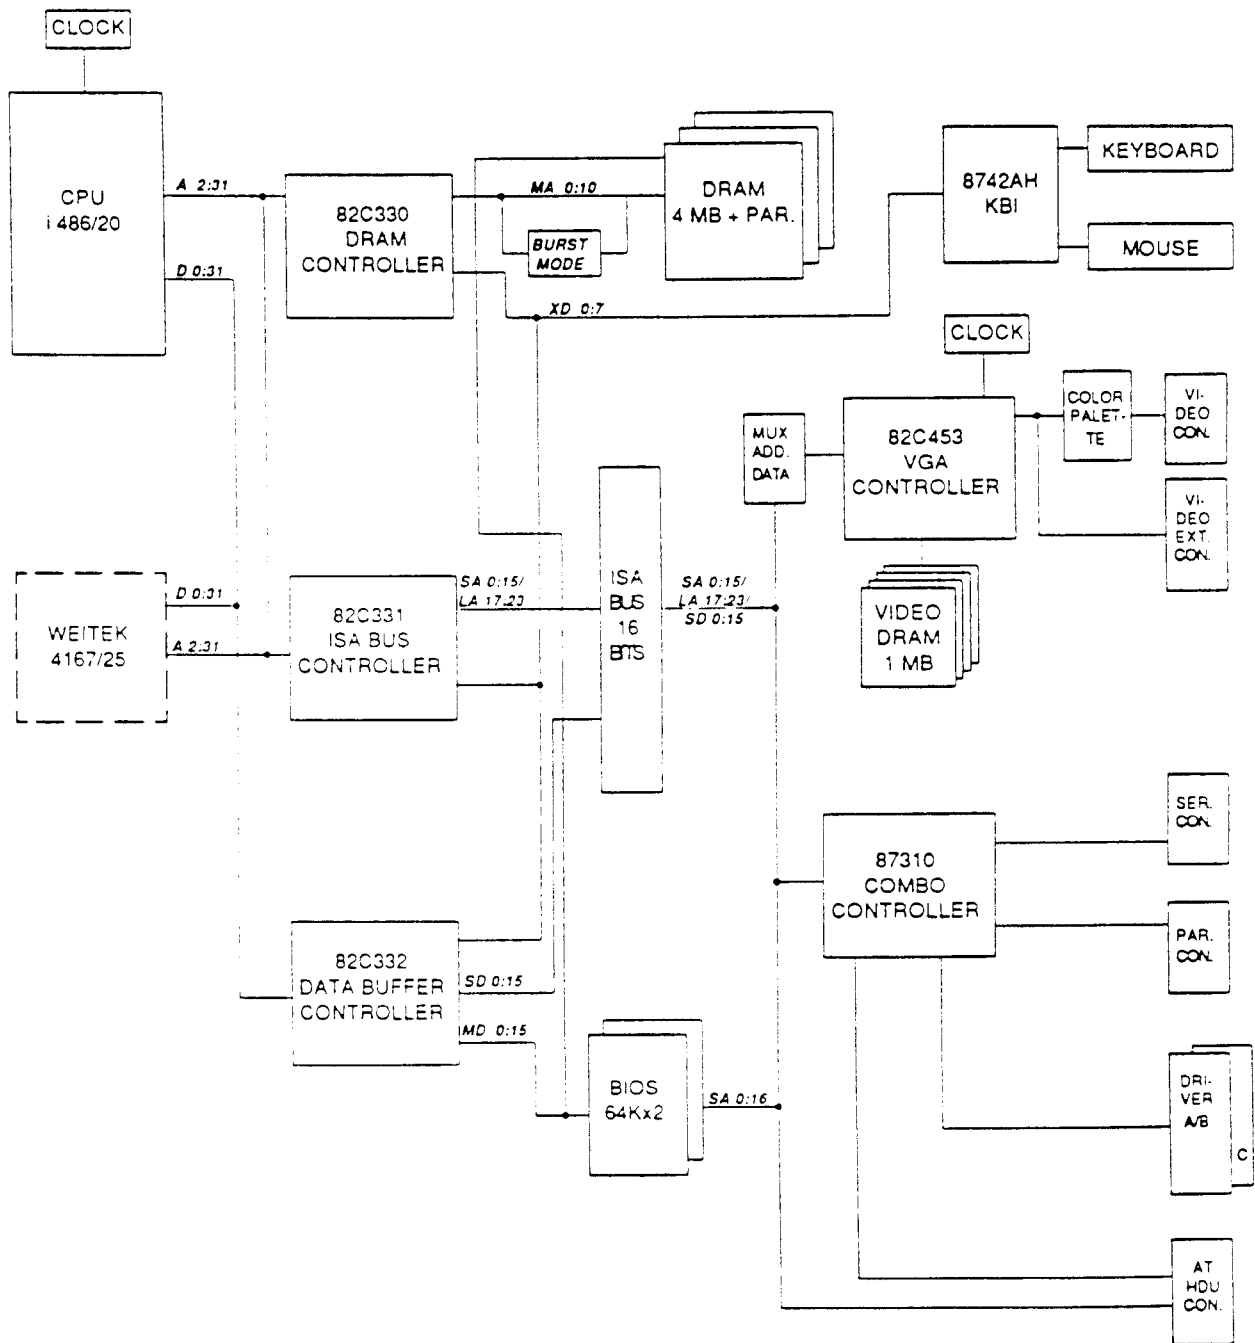 CLOCK
CPU
i 486/20
A 2:31
D 0:31
82C330
DRAM
CONTROLLER
MA 0:10
BURST
MODE
DRAM
4 MB + PAR.
XD 0:7
8742AH
KBI
KEYBOARD
MOUSE
CLOCK
MUX
ADD.
DATA
82C453
VGA
CONTROLLER
COLOR
PALET-
TE
VI-
DEO
CON.
VI-
DEO
EXT.
CON.
VIDEO
DRAM
1 MB
WEITEK
4167/25
D 0:31
A 2:31
82C331
ISA BUS
CONTROLLER
SA 0:15/
LA 17:23
ISA
BUS
16
BITS
SA 0:15/
LA 17:23/
SD 0:15
82C332
DATA BUFFER
CONTROLLER
SD 0:15
MD 0:15
BIOS
64Kx2
SA 0:16
87310
COMBO
CONTROLLER
SER.
CON.
PAR.
CON.
DRI-
VER
A/B
C
AT
HDU
CON.